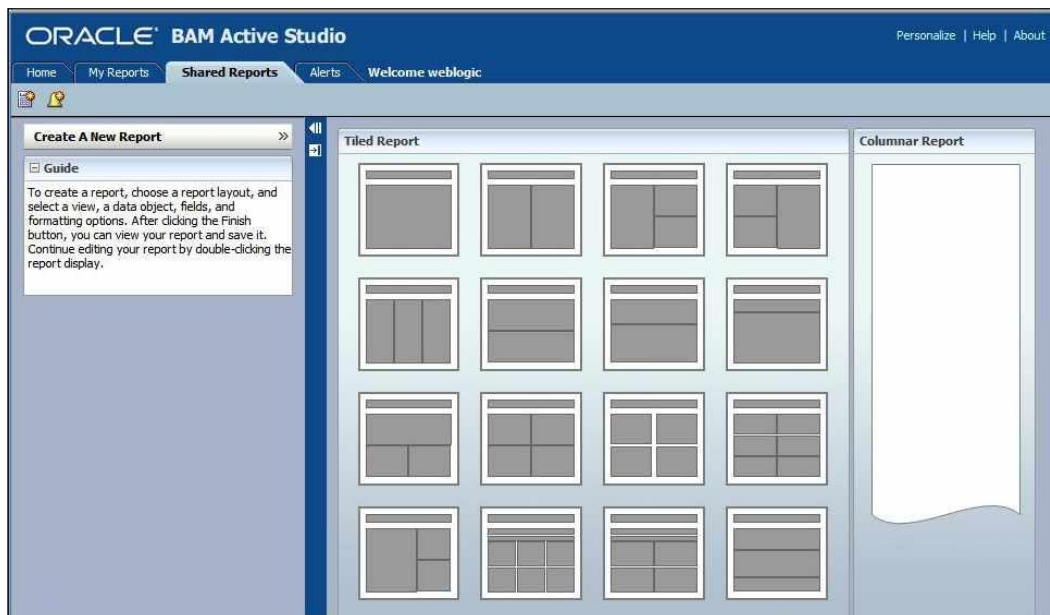 ORACLE BAM Active Studio
Personalize | Help | About
Home
My Reports
Shared Reports
Alerts
Welcome weblogic
Create A New Report
Guide
To create a report, choose a report layout, and
select a view, a data object, fields, and
formatting options. After clicking the Finish
button, you can view your report and save it.
Continue editing your report by double-clicking the
report display.
Tiled Report
Columnar Report